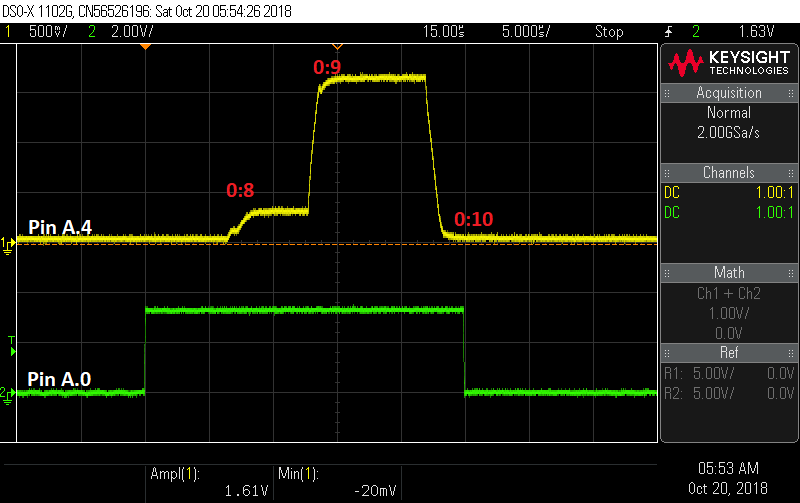 DSO-X 1102G, CN56526196: Sat Oct 20 05:54:26 2018
1 500mV/ 2 2.00V/ 15.00s 5.000s/ Stop 2 1.63V
0:9
0:8
0:10
Pin A.4
Pin A.0
1
T
2
KEYSIGHT
TECHNOLOGIES
Acquisition
Normal
2.00GSa/s
Channels
DC 1.00:1
DC 1.00:1
Math
Ch1 + Ch2
1.00V/
0.0V
Ref
R1: 5.00V/ 0.0V
R2: 5.00V/ 0.0V
Ampl(1):
1.61V
Min(1):
-20mV
05:53 AM
Oct 20, 2018